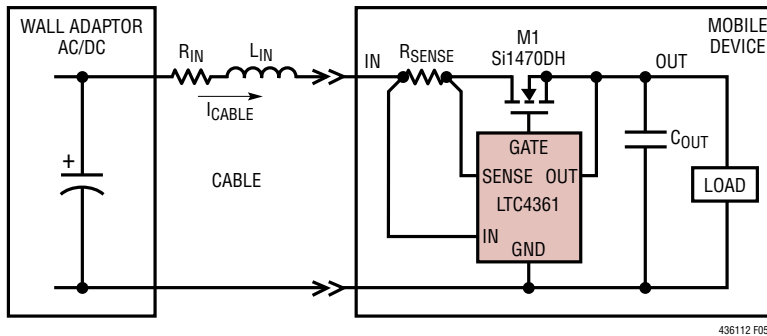 WALL ADAPTOR
AC/DC
+
R_IN
L_IN
I_CABLE
CABLE
IN
R_SENSE
M1
Si1470DH
OUT
MOBILE
DEVICE
GATE
SENSE OUT
LTC4361
IN
GND
C_OUT
LOAD
436112 F05